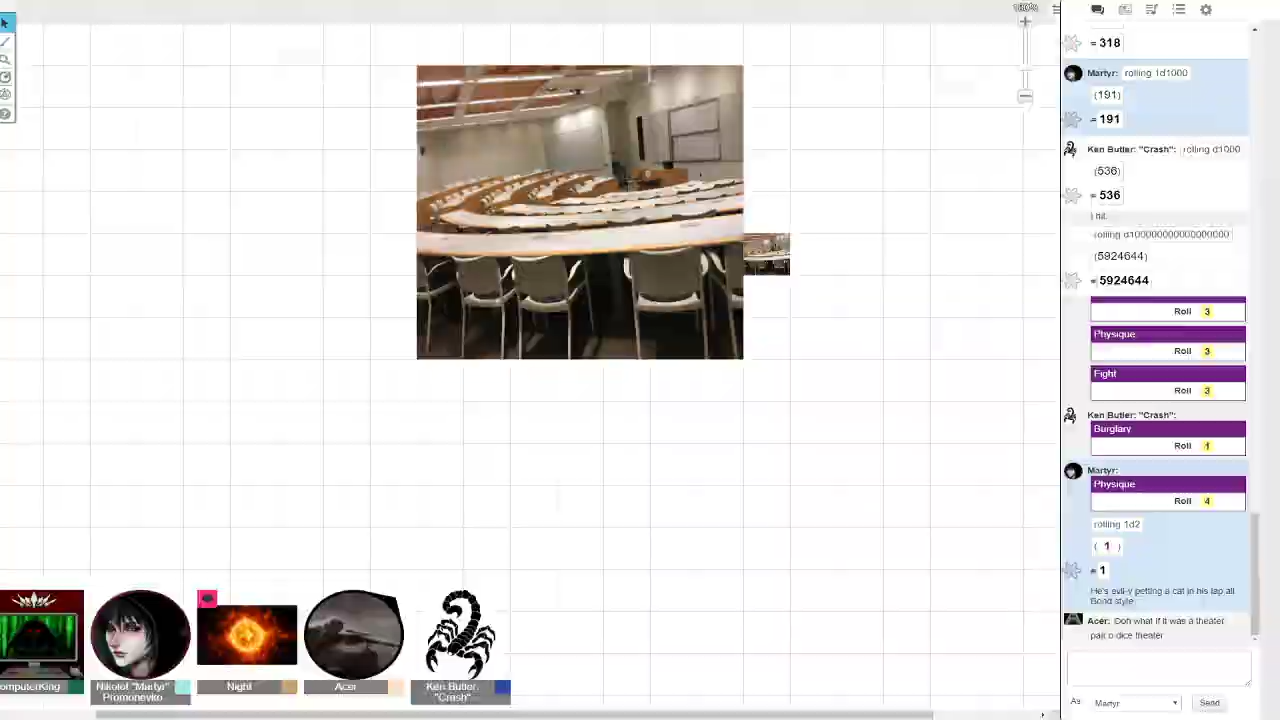 180%
= 318
Martyr: rolling 1d1000
(191)
= 191
Ken Butler: "Crash": rolling d1000
(536)
= 536
I hit.
(5924644)
= 5924644
Roll 3
Physique
Roll 3
Fight
Roll 3
Ken Butler: "Crash":
Burglary
Roll 1
Martyr:
Physique
Roll 4
rolling 1d2
( 1 )
= 1
He's evil-y petting a cat in his lap all
Bond style
Acer: Ooh what if it was a theater
pair o dice theater
omputerKing
Nikolai "Martyr"
Night
Acer
Ken Butler:
"Crash"
As Martyr Send